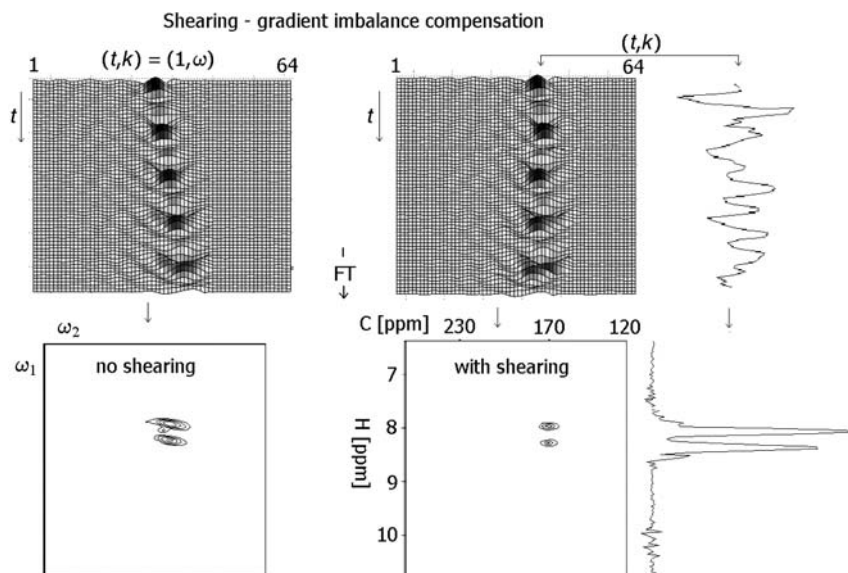 Shearing - gradient imbalance compensation
(t,k)
1 (t,k) = (1,ω) 64 1 64
t t
FT
C [ppm] 230 170 120
ω₂
ω₁ no shearing with shearing
7
8
H [ppm]
9
10